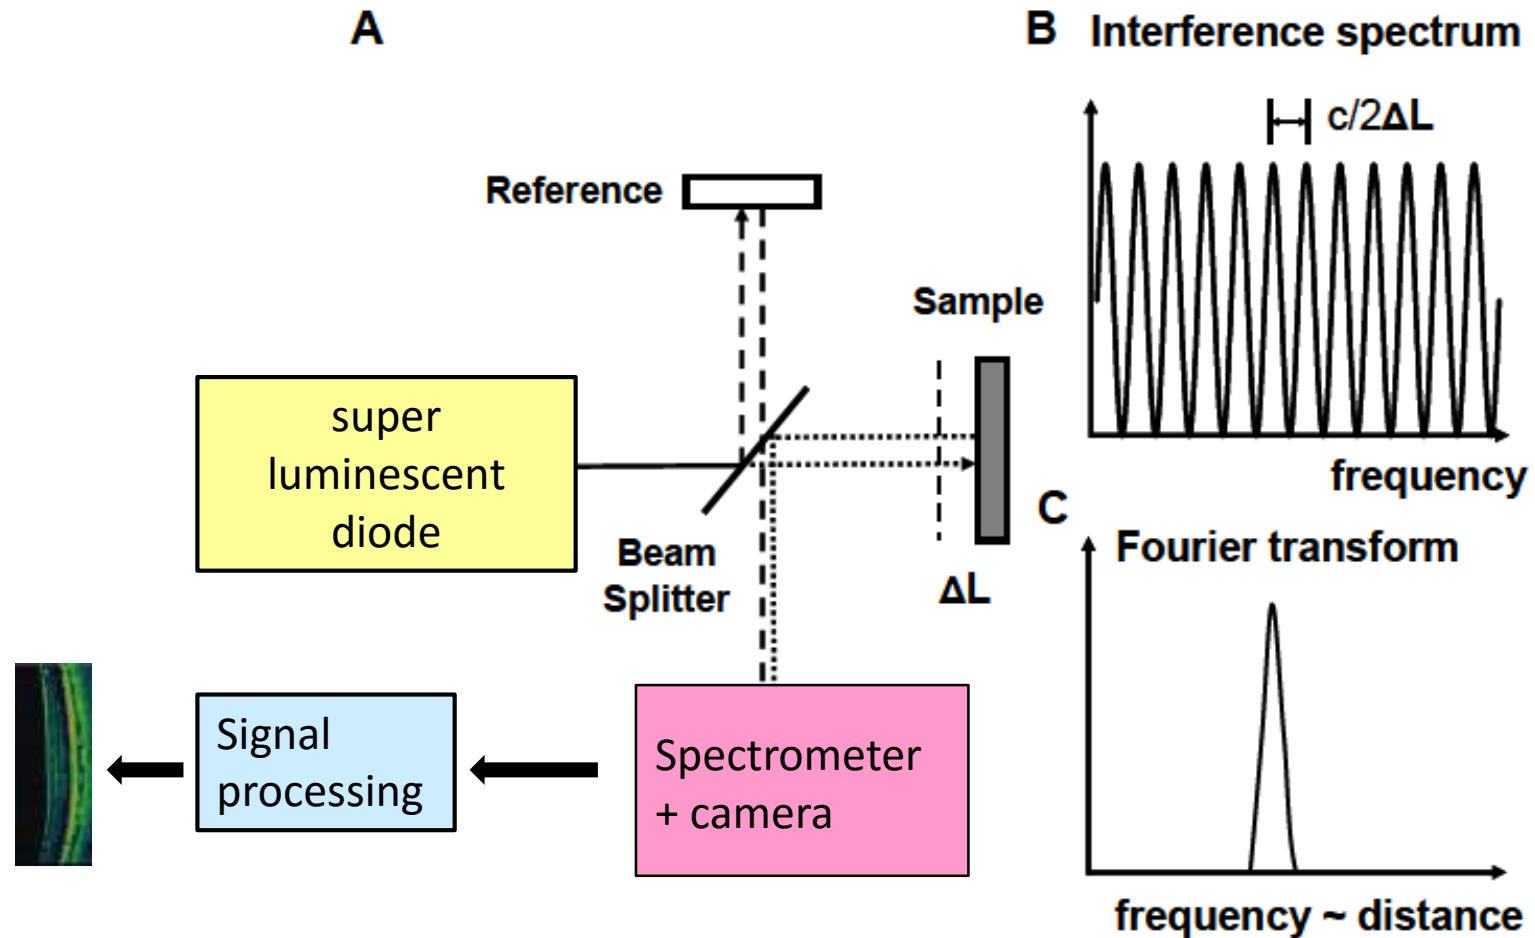 A
Reference
Sample
super
luminescent
diode
Beam
Splitter
ΔL
Signal
processing
Spectrometer
+ camera
B Interference spectrum
c/2ΔL
frequency
C
Fourier transform
frequency ~ distance